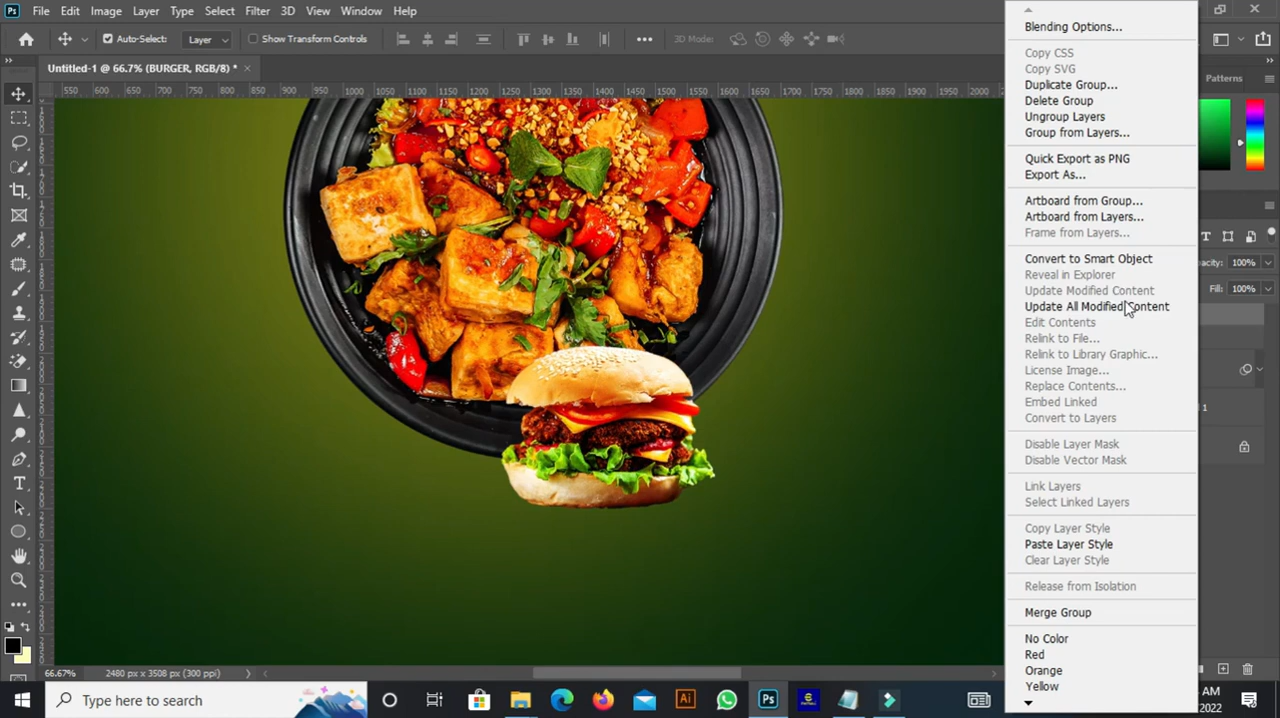 Ps File Edit Image Layer Type Select Filter 3D View Window Help
Auto-Select: Layer Show Transform Controls 3D Mode:
Untitled-1 @ 66.7% (BURGER, RGB/8) * ×
550 600 650 700 750 800 850 900 950 1000 1050 1100 1150 1200 1250 1300 1350 1400 1450 1500 1550 1600 1650 1700 1750 1800 1850 1900 1950 2000 2050
Patterns
Blending Options...
Copy CSS
Copy SVG
Duplicate Group...
Delete Group
Ungroup Layers
Group from Layers...
Quick Export as PNG
Export As...
Artboard from Group...
Artboard from Layers...
Frame from Layers...
Convert to Smart Object
acity: 100%
Reveal in Explorer
Update Modified Content
Fill: 100%
Update All Modified Content
Edit Contents
Relink to File...
Relink to Library Graphic...
License Image...
Replace Contents...
Embed Linked
1
Convert to Layers
Disable Layer Mask
Disable Vector Mask
Link Layers
Select Linked Layers
Copy Layer Style
Paste Layer Style
Clear Layer Style
Release from Isolation
Merge Group
No Color
Red
Orange
Yellow
66.67% 2480 px x 3508 px (300 ppi)
Type here to search
Ai Ps
AM
2022